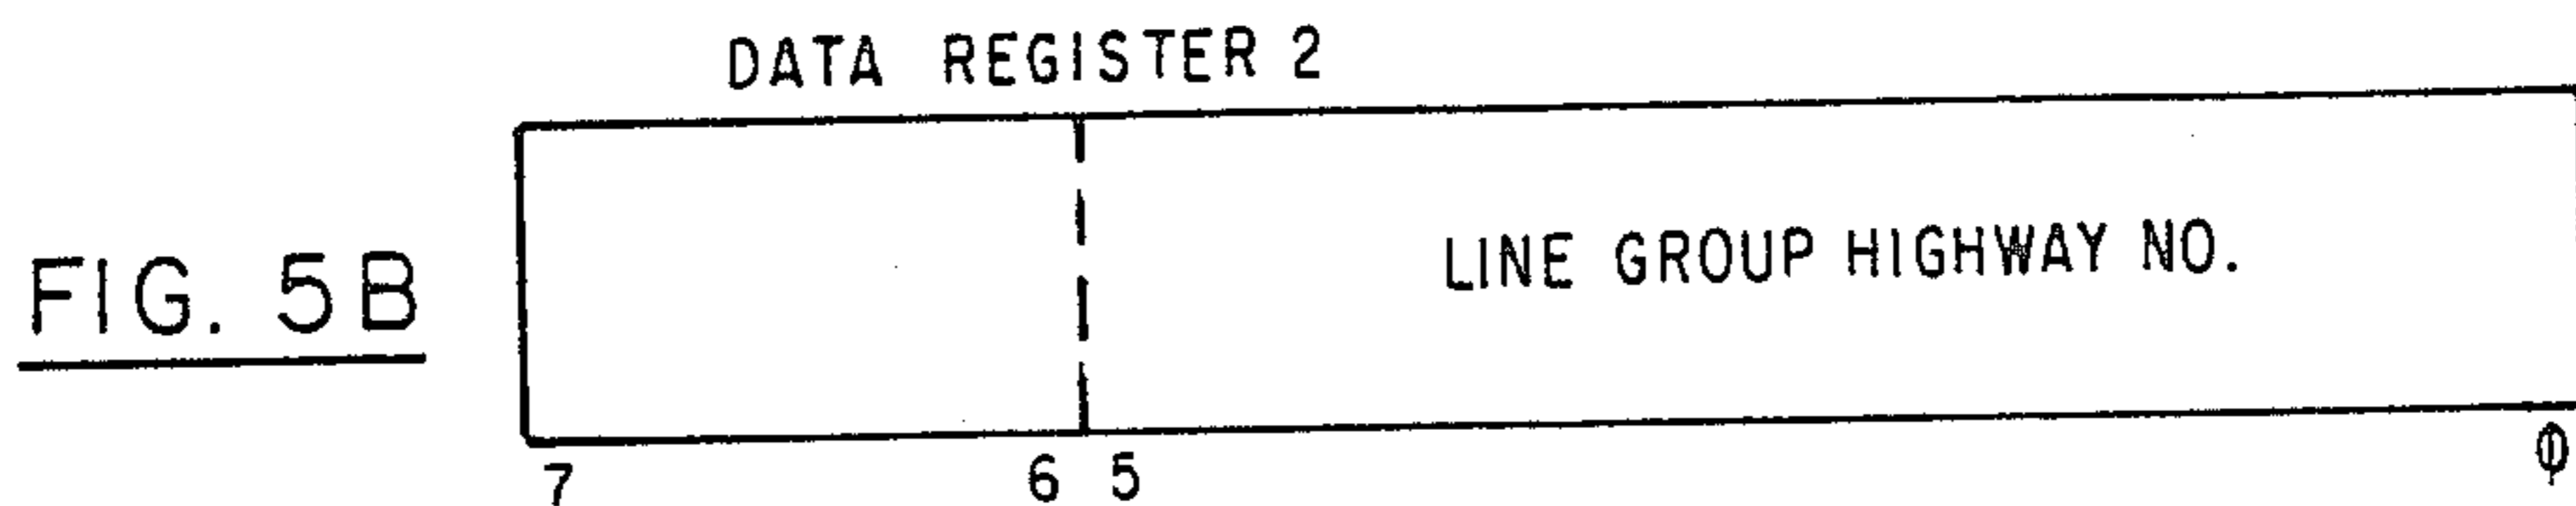 DATA REGISTER 2
LINE GROUP HIGHWAY NO.
FIG. 5B
7 6 5 0